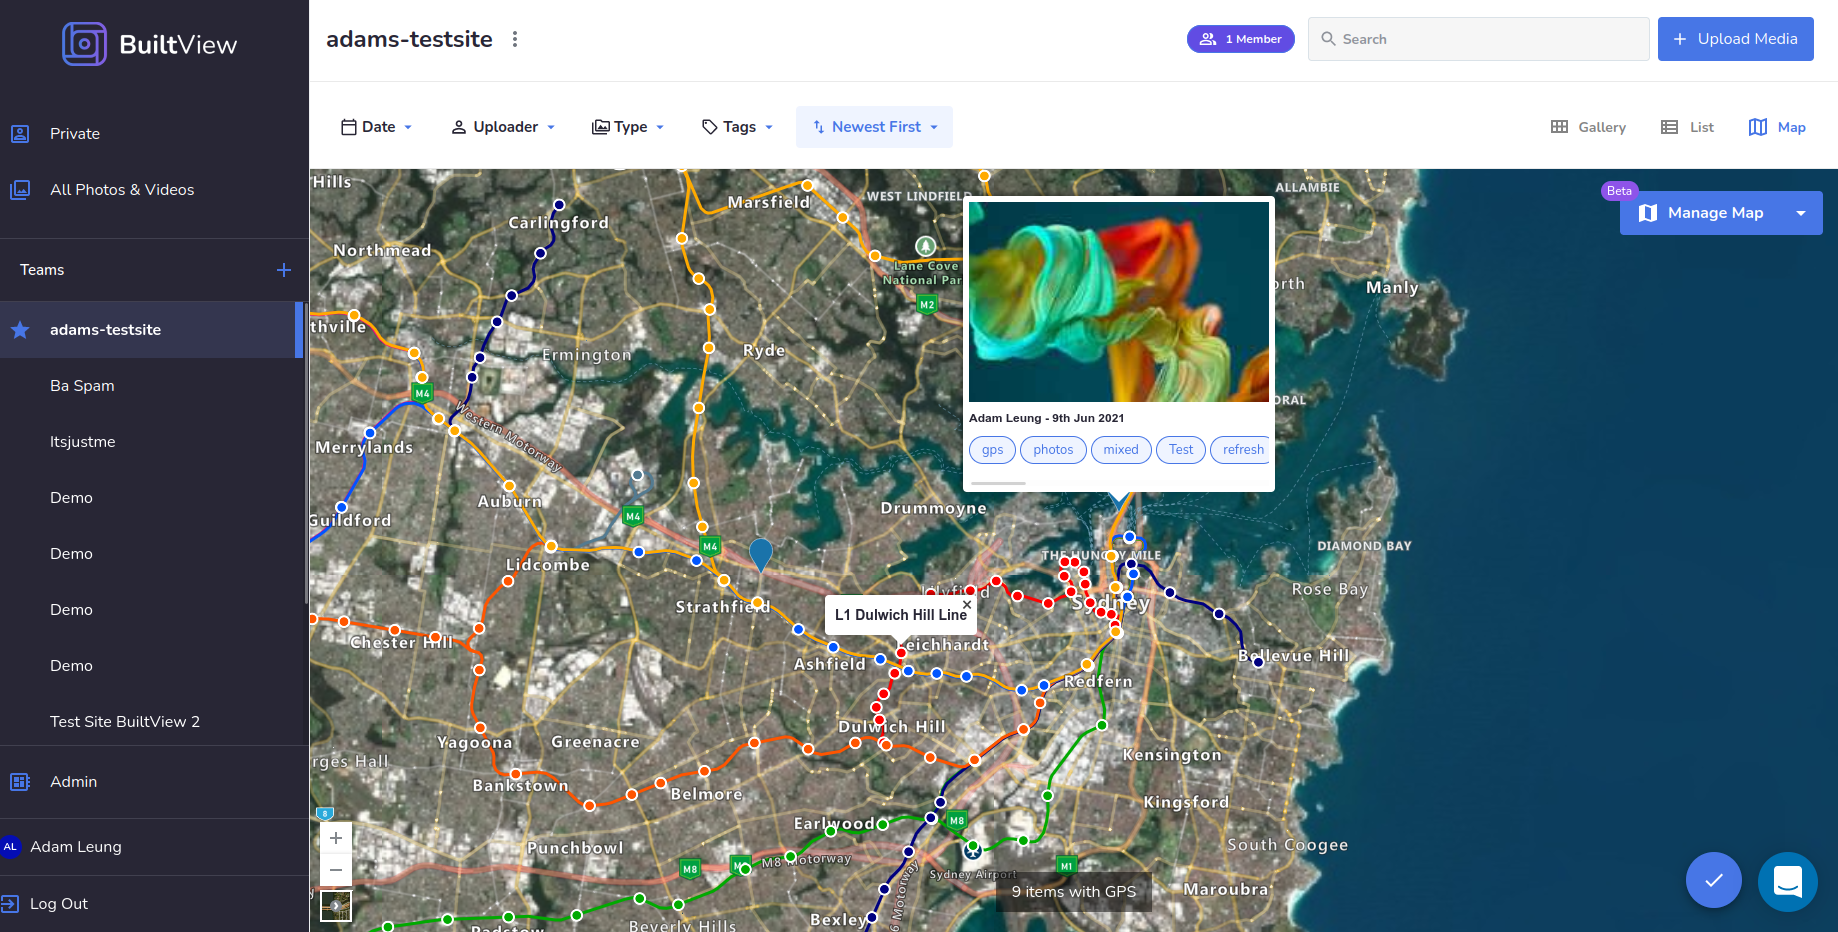 BuiltView
Private
All Photos & Videos
Teams
adams-testsite
Ba Spam
Itsjustme
Demo
Demo
Demo
Demo
Test Site BuiltView 2
Admin
AL
Adam Leung
Log Out
adams-testsite
1 Member
Search
Upload Media
Date
Uploader
Type
Tags
Newest First
Gallery
List
Map
Beta
Manage Map
Hills
Carlingford
Marsfield
WEST LINDFIELD
ALLAMBIE
Northmead
Lane Cove
National Par
M2
orth
Manly
thville
Ermington
Ryde
M4
Western Motorway
Merrylands
ORAL
Adam Leung - 9th Jun 2021
gps
photos
mixed
Test
refresh
Auburn
Guildford
M4
Drummoyne
M4
Lidcombe
THE HUNGRY MILE
DIAMOND BAY
Rose Bay
Strathfield
Lilyfield
Sydney
L1 Dulwich Hill Line
Chester Hill
Leichhardt
Ashfield
Bellevue Hill
Redfern
Dulwich Hill
Yagoona
Greenacre
rges Hall
Kensington
Bankstown
Belmore
Kingsford
8
Earlwood
M8
Punchbowl
M8 Motorway
M8
M1
South Coogee
Sydney Airport
Maroubra
9 items with GPS
Bexley
Motorway
Beverly Hills
Padstow